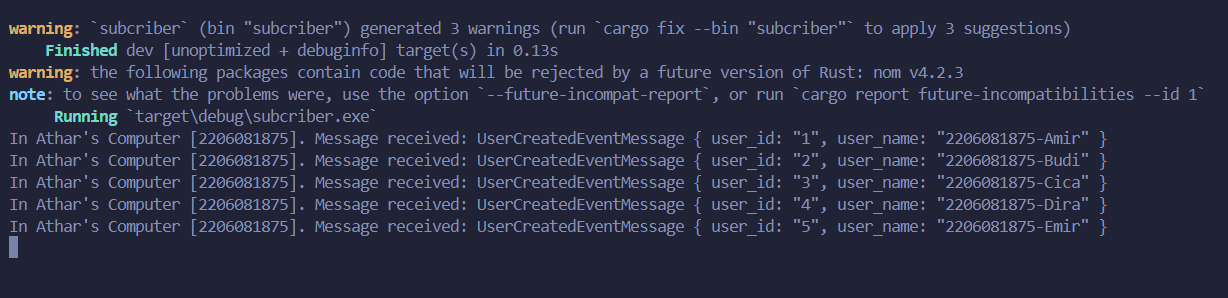 warning: `subcriber` (bin "subcriber") generated 3 warnings (run `cargo fix --bin "subcriber"` to apply 3 suggestions)
    Finished dev [unoptimized + debuginfo] target(s) in 0.13s
warning: the following packages contain code that will be rejected by a future version of Rust: nom v4.2.3
note: to see what the problems were, use the option `--future-incompat-report`, or run `cargo report future-incompatibilities --id 1`
     Running `target\debug\subcriber.exe`
In Athar's Computer [2206081875]. Message received: UserCreatedEventMessage { user_id: "1", user_name: "2206081875-Amir" }
In Athar's Computer [2206081875]. Message received: UserCreatedEventMessage { user_id: "2", user_name: "2206081875-Budi" }
In Athar's Computer [2206081875]. Message received: UserCreatedEventMessage { user_id: "3", user_name: "2206081875-Cica" }
In Athar's Computer [2206081875]. Message received: UserCreatedEventMessage { user_id: "4", user_name: "2206081875-Dira" }
In Athar's Computer [2206081875]. Message received: UserCreatedEventMessage { user_id: "5", user_name: "2206081875-Emir" }